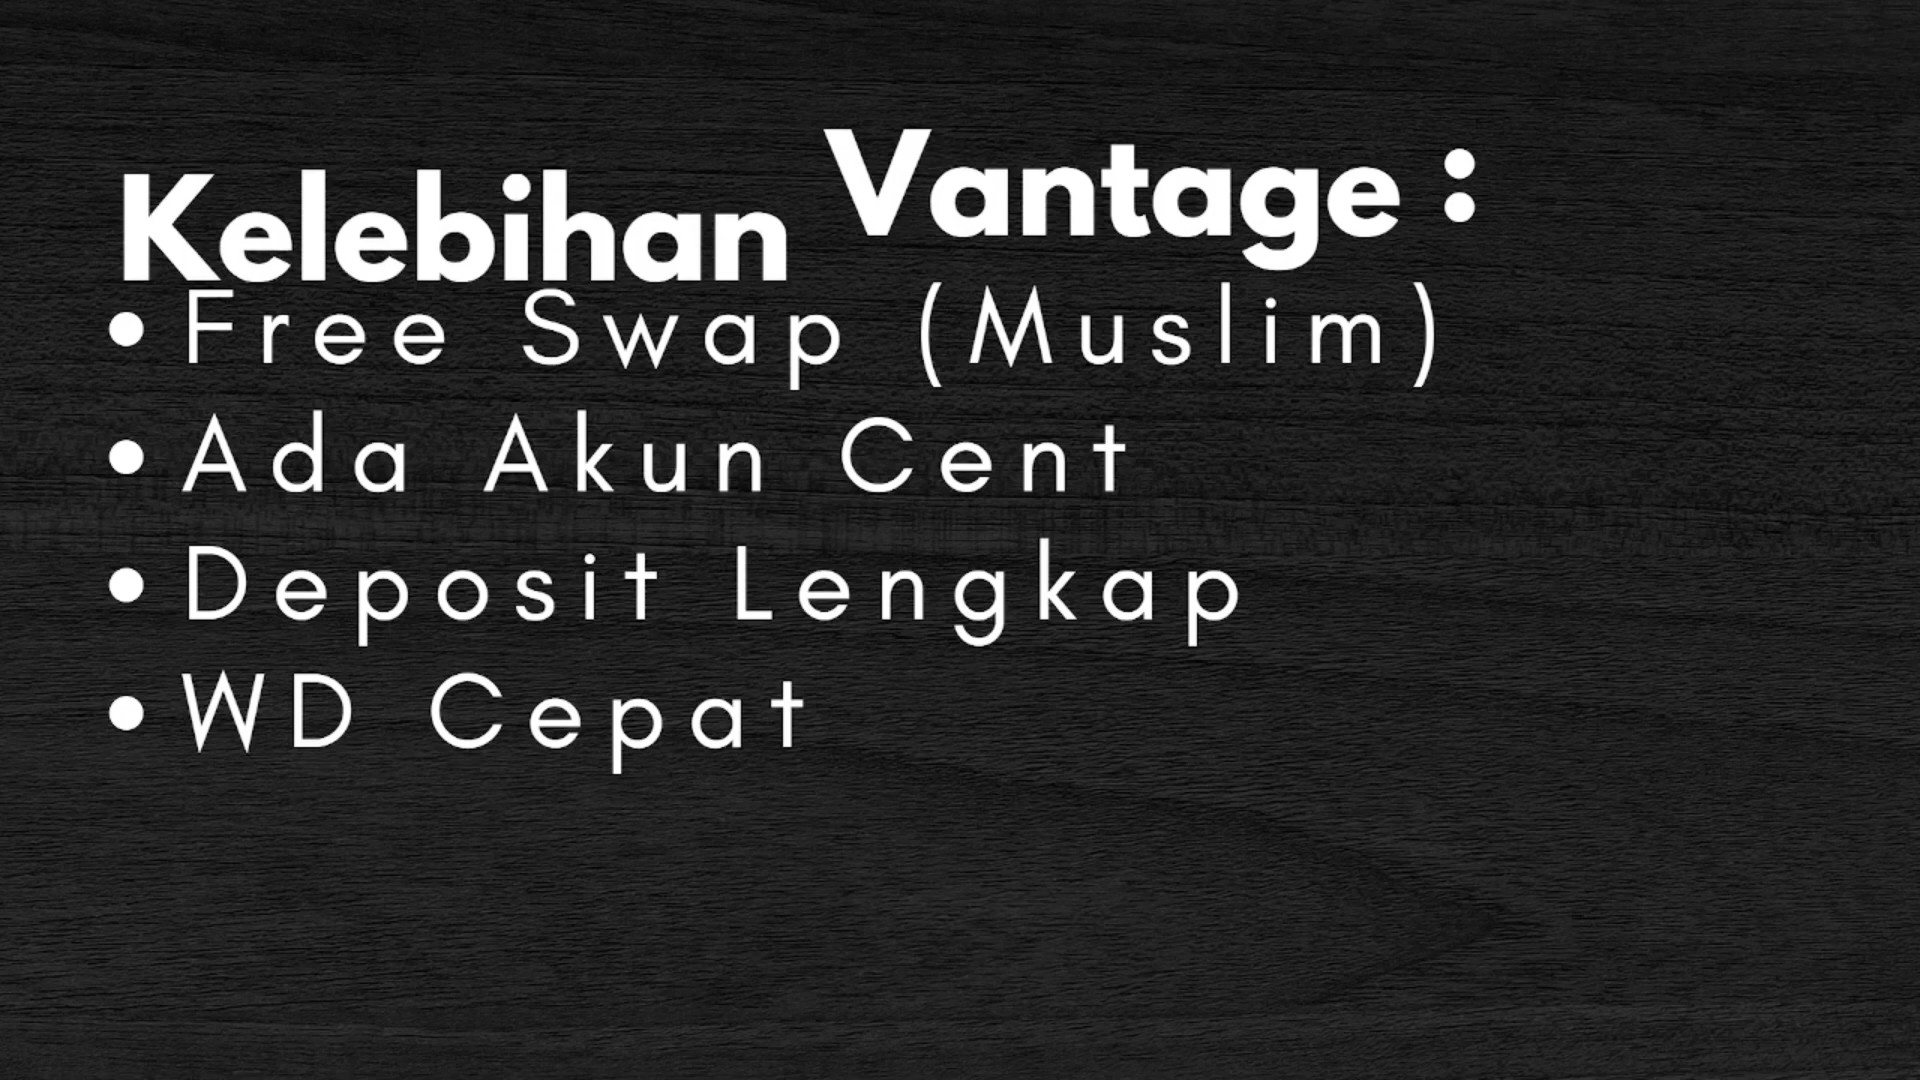 Kelebihan Vantage :
• Free Swap (Muslim)
• Ada Akun Cent
• Deposit Lengkap
• WD Cepat